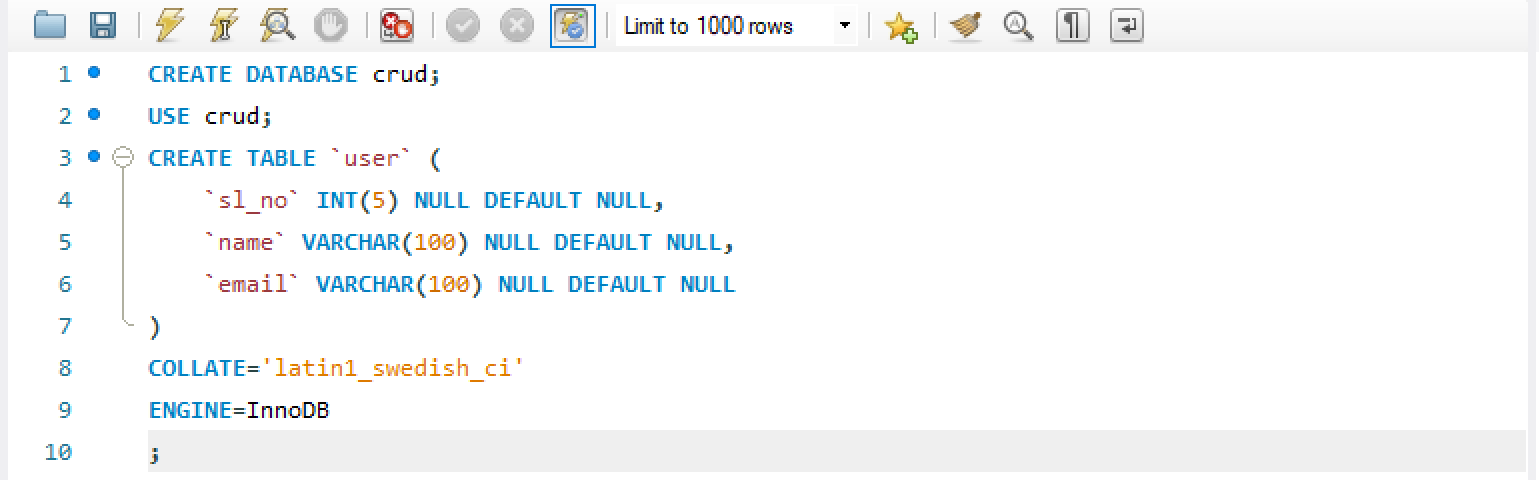 Limit to 1000 rows
1 CREATE DATABASE crud;
2 USE crud;
3 CREATE TABLE `user` (
4 `sl_no` INT(5) NULL DEFAULT NULL,
5 `name` VARCHAR(100) NULL DEFAULT NULL,
6 `email` VARCHAR(100) NULL DEFAULT NULL
7 )
8 COLLATE='latin1_swedish_ci'
9 ENGINE=InnoDB
10 ;